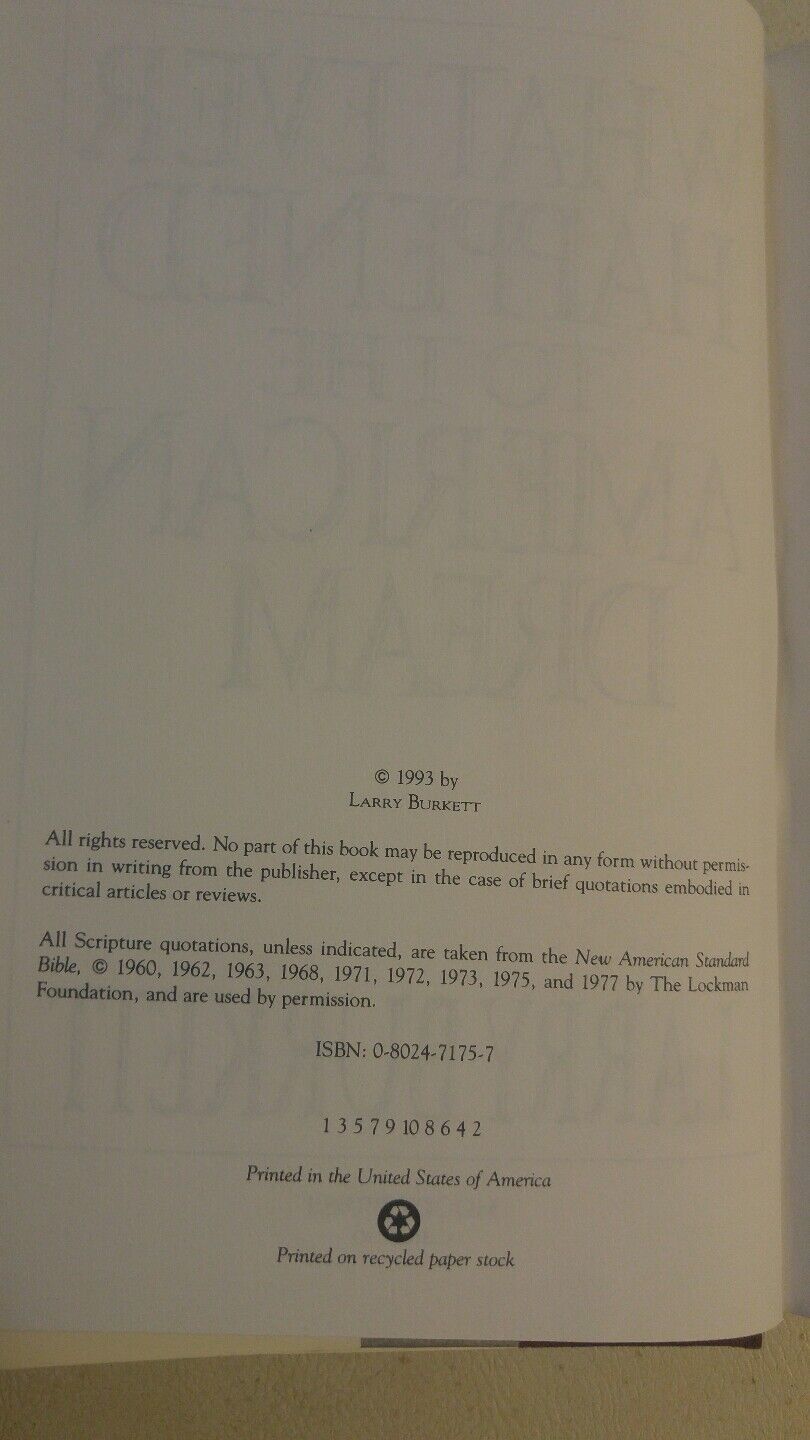 © 1993 by
LARRY BURKETT
All rights reserved. No part of this book may be reproduced in any form without permis-
sion in writing from the publisher, except in the case of brief quotations embodied in
critical articles or reviews.
All Scripture quotations, unless indicated, are taken from the New American Standard
Bible, © 1960, 1962, 1963, 1968, 1971, 1972, 1973, 1975, and 1977 by The Lockman
Foundation, and are used by permission.
ISBN: 0-8024-7175-7
1 3 5 7 9 10 8 6 4 2
Printed in the United States of America
Printed on recycled paper stock